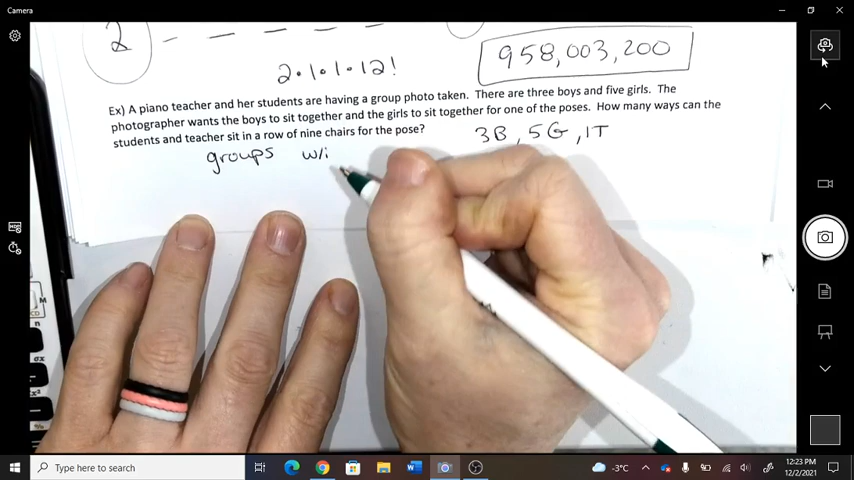 Camera
2
958,003,200
2·1·1·12!
Ex) A piano teacher and her students are having a group photo taken. There are three boys and five girls. The
photographer wants the boys to sit together and the girls to sit together for one of the poses. How many ways can the
students and teacher sit in a row of nine chairs for the pose?
3B, 5G, 1T
groups w/i
Type here to search
-3°C
12:23 PM
12/2/2021